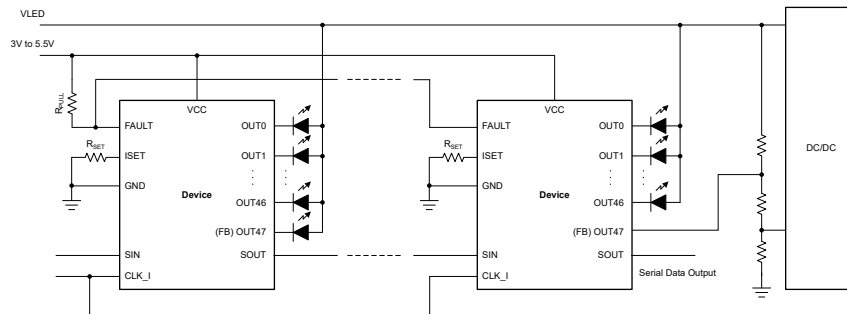 VLED
3V to 5.5V
RPULL
VCC
FAULT
OUT0
RSET
ISET
OUT1
GND
Device
OUT46
(FB) OUT47
SIN
SOUT
CLK_I
VCC
FAULT
OUT0
RSET
ISET
OUT1
GND
Device
OUT46
(FB) OUT47
SIN
SOUT
CLK_I
Serial Data Output
DC/DC